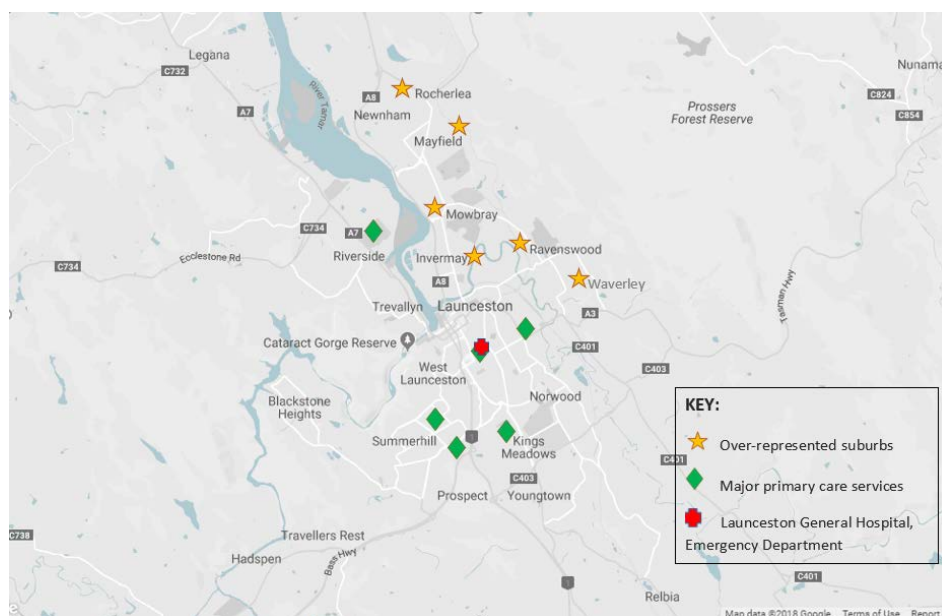 Legana
C732
Nunama
Rocherlea
A8
C824
Prossers
Forest Reserve
A7
River Tamar
Newnham
C854
Mayfield
Mowbray
C734
A7
Ravenswood
Riverside
Invermay
Ecclestone Rd
C734
Waverley
A8
Tasman Hwy
Trevallyn
Launceston
A3
Cataract Gorge Reserve
C401
West
Launceston
C403
Blackstone
Heights
Norwood
KEY:
Summerhill
1
Kings
Meadows
Over-represented suburbs
C401
C403
Prospect
Youngtown
Major primary care services
Launceston General Hospital,
Emergency Department
C738
Travellers Rest
Hadspen
Bass Hwy
C401
1
Relbia
Map data ©2018 Google Terms of Use Report